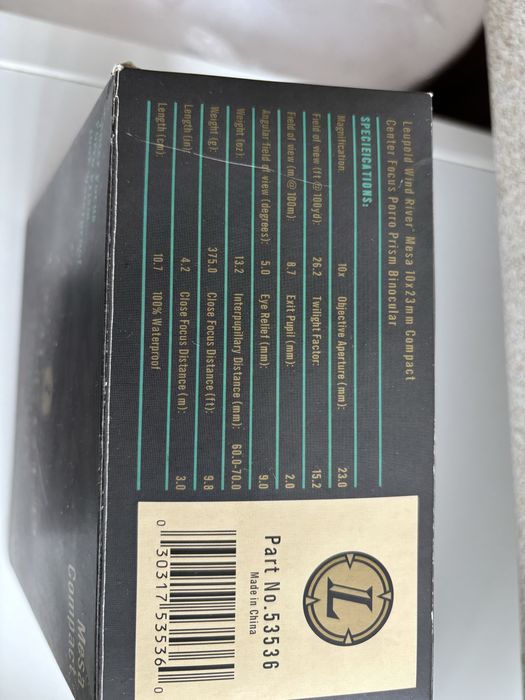 Leupold Wind River® Mesa 10x23mm Compact
Center Focus Porro Prism Binocular
SPECIFICATIONS:
Magnification: 10x Objective Aperture (mm): 23.0
Field of view (ft @ 100yd): 26.2 Twilight Factor: 15.2
Field of view (m @ 100m): 8.7 Exit Pupil (mm): 2.0
Angular field of view (degrees): 5.0 Eye Relief (mm): 9.0
Weight (oz): 13.2 Interpupillary Distance (mm): 60.0-70.0
Weight (g): 375.0 Close Focus Distance (ft): 9.8
Length (in): 4.2 Close Focus Distance (m): 3.0
Length (cm): 10.7 100% Waterproof
L
Part No.53536
Made in China
0 30317 53536 0
Mesa
Compact